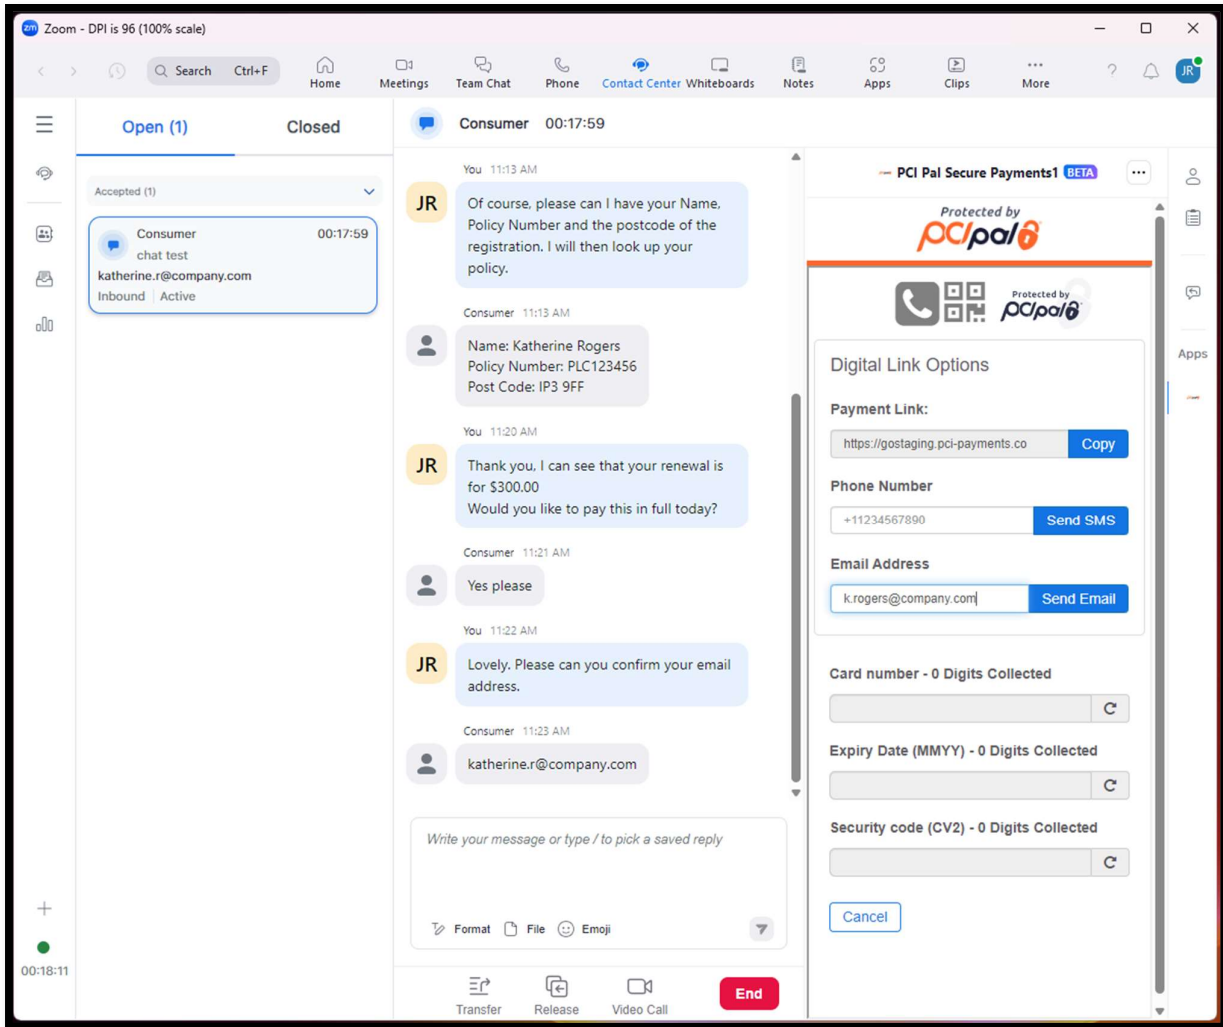 zm Zoom - DPI is 96 (100% scale)
Search Ctrl+F
Home
Meetings
Team Chat
Phone
Contact Center
Whiteboards
Notes
Apps
Clips
More
JR
Open (1)
Closed
Accepted (1)
Consumer 00:17:59
chat test
katherine.r@company.com
Inbound Active
00:18:11
Consumer 00:17:59
You 11:13 AM
JR
Of course, please can I have your Name,
Policy Number and the postcode of the
registration. I will then look up your
policy.
Consumer 11:13 AM
Name: Katherine Rogers
Policy Number: PLC123456
Post Code: IP3 9FF
You 11:20 AM
JR
Thank you, I can see that your renewal is
for $300.00
Would you like to pay this in full today?
Consumer 11:21 AM
Yes please
You 11:22 AM
JR
Lovely. Please can you confirm your email
address.
Consumer 11:23 AM
katherine.r@company.com
Write your message or type / to pick a saved reply
Format File Emoji
Transfer
Release
Video Call
End
PCI Pal Secure Payments1 BETA
Protected by
pcipal
Protected by
pcipal
Digital Link Options
Payment Link:
https://gostaging.pci-payments.co Copy
Phone Number
+11234567890 Send SMS
Email Address
k.rogers@company.com Send Email
Card number - 0 Digits Collected
Expiry Date (MMYY) - 0 Digits Collected
Security code (CV2) - 0 Digits Collected
Cancel
Apps